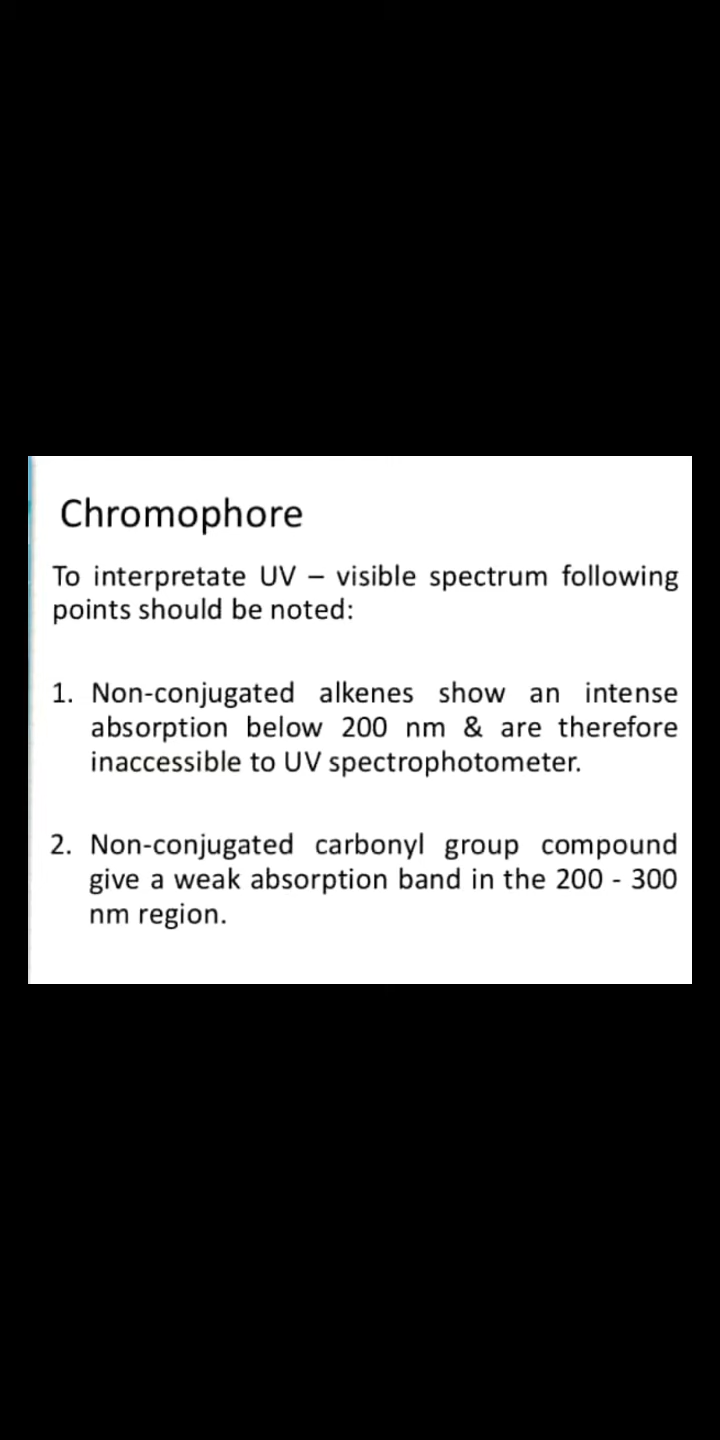 Chromophore
To interpretate UV – visible spectrum following
points should be noted:
1. Non-conjugated alkenes show an intense
absorption below 200 nm & are therefore
inaccessible to UV spectrophotometer.
2. Non-conjugated carbonyl group compound
give a weak absorption band in the 200 - 300
nm region.